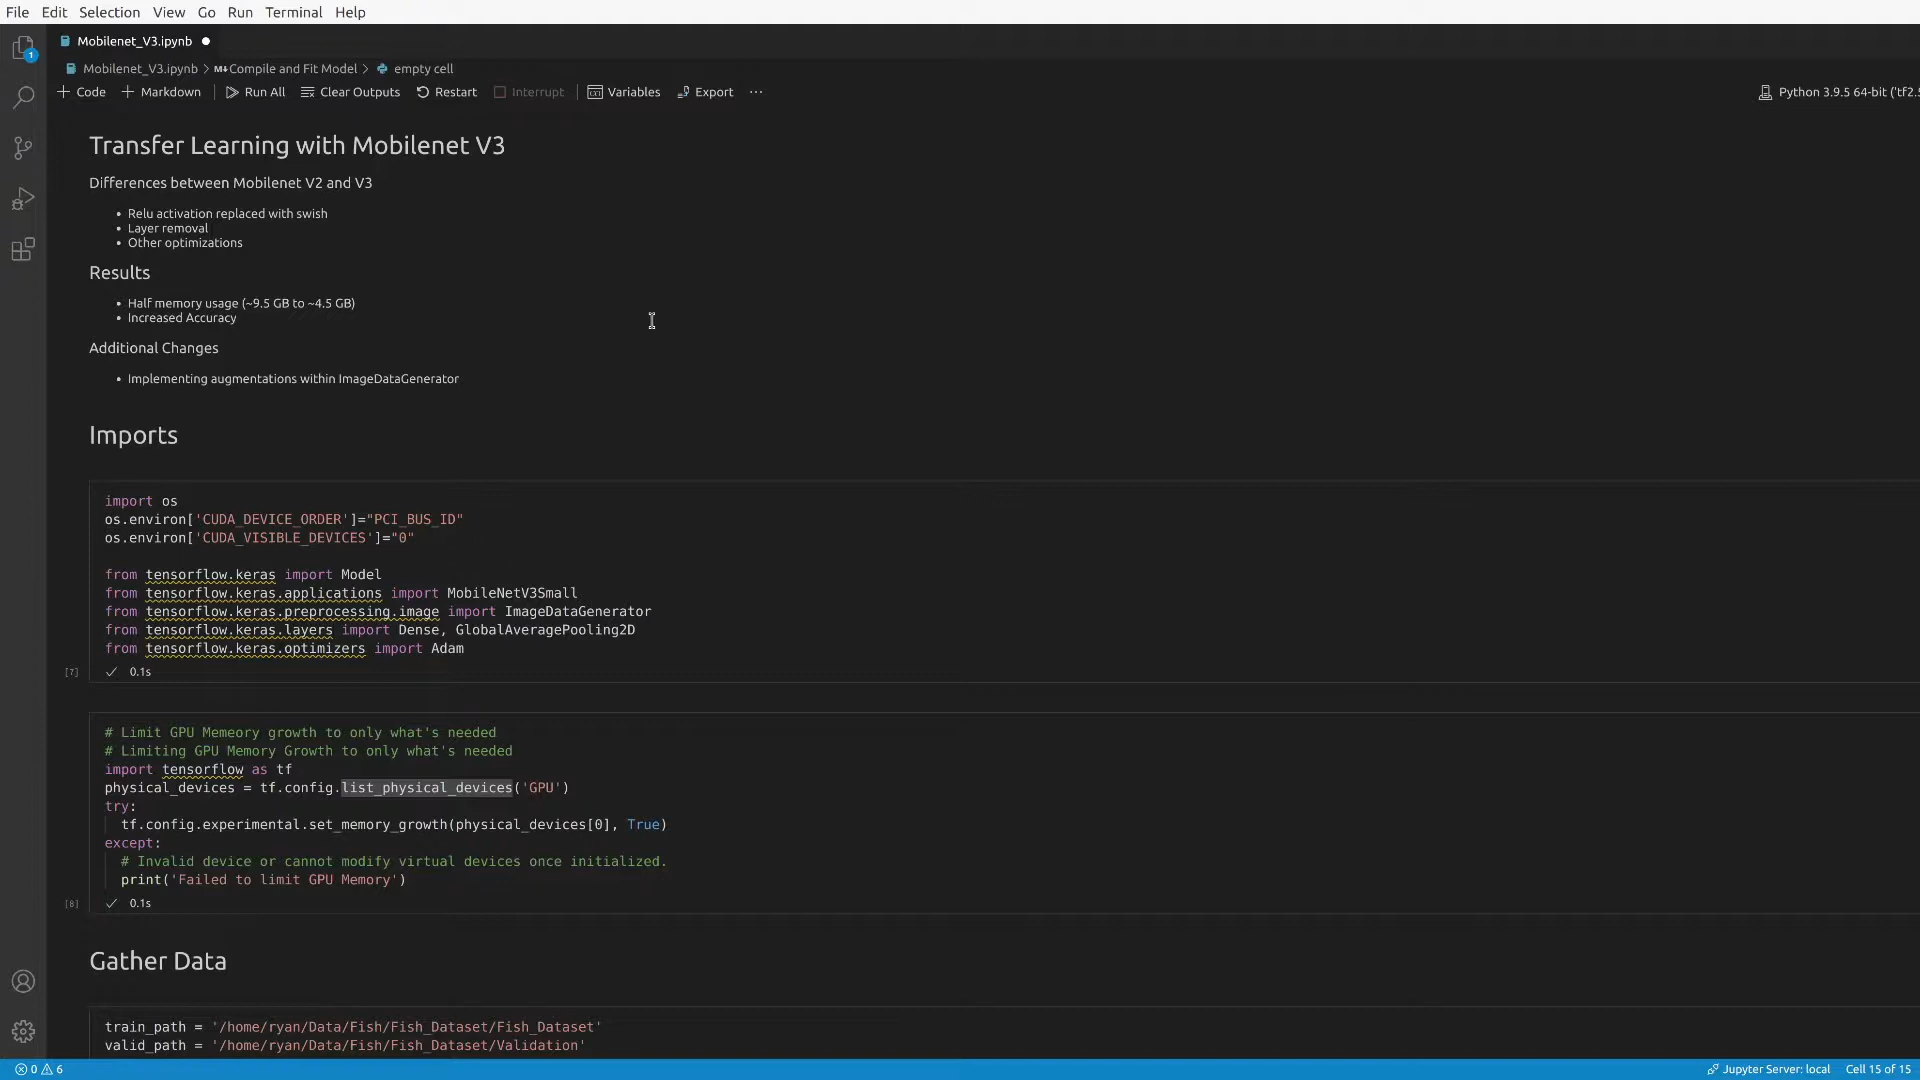 File Edit Selection View Go Run Terminal Help
Mobilenet_V3.ipynb
1
Mobilenet_V3.ipynb > M↓Compile and Fit Model > empty cell
+ Code + Markdown Run All Clear Outputs Restart Interrupt Variables Export ···
Python 3.9.5 64-bit ('tf2.5
Transfer Learning with Mobilenet V3
Differences between Mobilenet V2 and V3
• Relu activation replaced with swish
• Layer removal
• Other optimizations
Results
• Half memory usage (~9.5 GB to ~4.5 GB)
• Increased Accuracy
Additional Changes
• Implementing augmentations within ImageDataGenerator
Imports
import os
os.environ['CUDA_DEVICE_ORDER']="PCI_BUS_ID"
os.environ['CUDA_VISIBLE_DEVICES']="0"
from tensorflow.keras import Model
from tensorflow.keras.applications import MobileNetV3Small
from tensorflow.keras.preprocessing.image import ImageDataGenerator
from tensorflow.keras.layers import Dense, GlobalAveragePooling2D
from tensorflow.keras.optimizers import Adam
[7] ✓ 0.1s
# Limit GPU Memeory growth to only what's needed
# Limiting GPU Memory Growth to only what's needed
import tensorflow as tf
physical_devices = tf.config.list_physical_devices('GPU')
try:
tf.config.experimental.set_memory_growth(physical_devices[0], True)
except:
# Invalid device or cannot modify virtual devices once initialized.
print('Failed to limit GPU Memory')
[8] ✓ 0.1s
Gather Data
train_path = '/home/ryan/Data/Fish/Fish_Dataset/Fish_Dataset'
valid_path = '/home/ryan/Data/Fish/Fish_Dataset/Validation'
0 6
Jupyter Server: local Cell 15 of 15